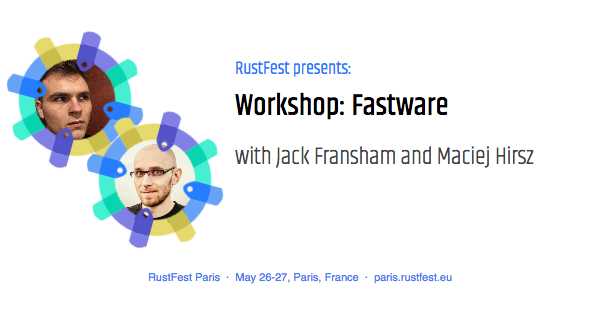 RustFest presents:
Workshop: Fastware
with Jack Fransham and Maciej Hirsz
RustFest Paris · May 26-27, Paris, France · paris.rustfest.eu